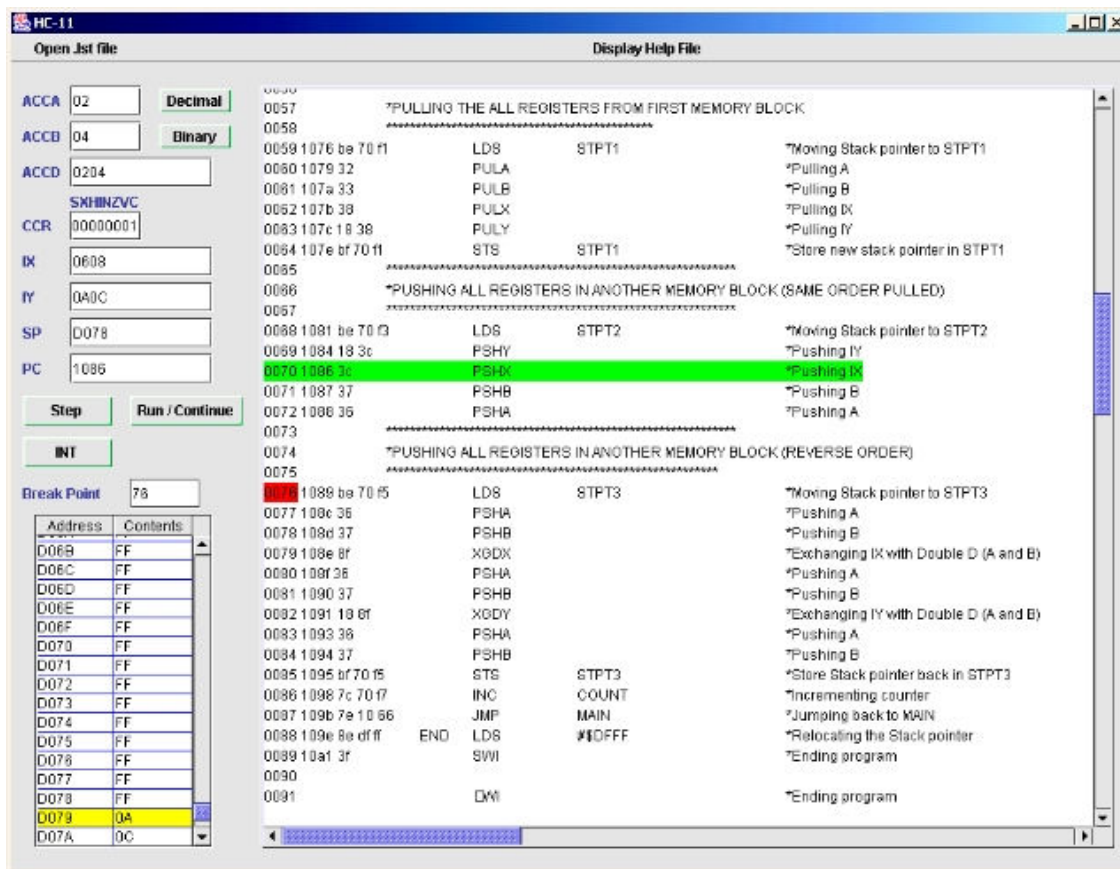 HC-11
Open .lst file Display Help File
ACCA 02 Decimal
ACCB 04 Binary
ACCD 0204
SXHINZVC
CCR 00000001
IX 0608
IY 0A0C
SP D078
PC 1086
Step Run / Continue
INT
Break Point 76
Address Contents
D06B FF
D06C FF
D06D FF
D06E FF
D06F FF
D070 FF
D071 FF
D072 FF
D073 FF
D074 FF
D075 FF
D076 FF
D077 FF
D078 FF
D079 0A
D07A 0C
0057 *PULLING THE ALL REGISTERS FROM FIRST MEMORY BLOCK
0058 ********************************************
0059 1076 be 70 f1 LDS STPT1 *Moving Stack pointer to STPT1
0060 1079 32 PULA *Pulling A
0061 107a 33 PULB *Pulling B
0062 107b 38 PULX *Pulling IX
0063 107c 18 38 PULY *Pulling IY
0064 107e bf 70 f1 STS STPT1 *Store new stack pointer in STPT1
0065 **********************************************************
0066 *PUSHING ALL REGISTERS IN ANOTHER MEMORY BLOCK (SAME ORDER PULLED)
0067 **********************************************************
0068 1081 be 70 f3 LDS STPT2 *Moving Stack pointer to STPT2
0069 1084 18 3c PSHY *Pushing IY
0070 1086 3c PSHX *Pushing IX
0071 1087 37 PSHB *Pushing B
0072 1088 36 PSHA *Pushing A
0073 **********************************************************
0074 *PUSHING ALL REGISTERS IN ANOTHER MEMORY BLOCK (REVERSE ORDER)
0075 *******************************************************
0076 1089 be 70 f5 LDS STPT3 *Moving Stack pointer to STPT3
0077 108c 36 PSHA *Pushing A
0078 108d 37 PSHB *Pushing B
0079 108e 8f XGDX *Exchanging IX with Double D (A and B)
0080 108f 36 PSHA *Pushing A
0081 1090 37 PSHB *Pushing B
0082 1091 18 8f XGDY *Exchanging IY with Double D (A and B)
0083 1093 36 PSHA *Pushing A
0084 1094 37 PSHB *Pushing B
0085 1095 bf 70 f5 STS STPT3 *Store Stack pointer back in STPT3
0086 1098 7c 70 f7 INC COUNT *Incrementing counter
0087 109b 7e 10 66 JMP MAIN *Jumping back to MAIN
0088 109e 8e df ff END LDS #$DFFF *Relocating the Stack pointer
0089 10a1 3f SWI *Ending program
0090
0091 *Ending program